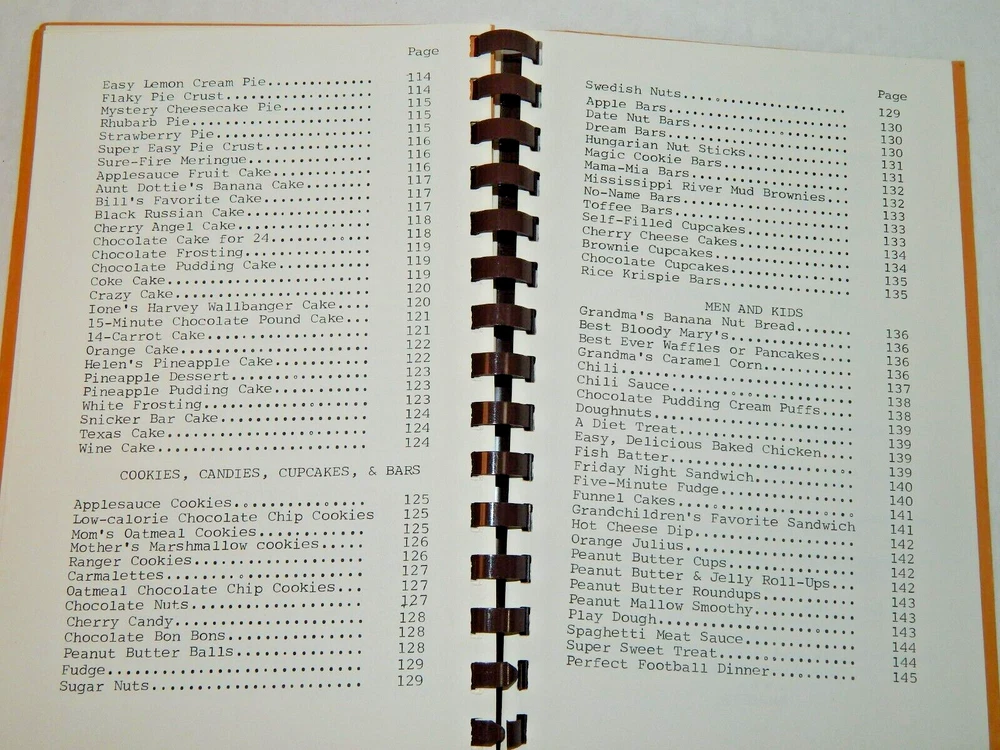 Page
Easy Lemon Cream Pie.............. 114
Flaky Pie Crust................... 114
Mystery Cheesecake Pie............ 115
Rhubarb Pie....................... 115
Strawberry Pie.................... 115
Super Easy Pie Crust.............. 116
Sure-Fire Meringue................ 116
Applesauce Fruit Cake............. 116
Aunt Dottie's Banana Cake......... 117
Bill's Favorite Cake.............. 117
Black Russian Cake................ 117
Cherry Angel Cake................. 118
Chocolate Cake for 24............. 118
Chocolate Frosting................ 119
Chocolate Pudding Cake............ 119
Coke Cake......................... 119
Crazy Cake........................ 120
Ione's Harvey Wallbanger Cake.... 120
15-Minute Chocolate Pound Cake... 121
14-Carrot Cake.................... 121
Orange Cake....................... 122
Helen's Pineapple Cake............ 122
Pineapple Dessert................. 123
Pineapple Pudding Cake............ 123
White Frosting.................... 123
Snicker Bar Cake.................. 124
Texas Cake........................ 124
Wine Cake......................... 124
COOKIES, CANDIES, CUPCAKES, & BARS
Applesauce Cookies................ 125
Low-calorie Chocolate Chip Cookies 125
Mom's Oatmeal Cookies............. 125
Mother's Marshmallow cookies..... 126
Ranger Cookies.................... 126
Carmalettes....................... 127
Oatmeal Chocolate Chip Cookies... 127
Chocolate Nuts.................... 127
Cherry Candy...................... 128
Chocolate Bon Bons................ 128
Peanut Butter Balls............... 128
Fudge............................. 129
Sugar Nuts........................ 129
Page
Swedish Nuts...................... 129
Apple Bars........................ 130
Date Nut Bars..................... 130
Dream Bars........................ 130
Hungarian Nut Sticks.............. 131
Magic Cookie Bars................. 131
Mama-Mia Bars..................... 132
Mississippi River Mud Brownies... 132
No-Name Bars...................... 133
Toffee Bars....................... 133
Self-Filled Cupcakes.............. 133
Cherry Cheese Cakes............... 134
Brownie Cupcakes.................. 134
Chocolate Cupcakes................ 135
Rice Krispie Bars................. 135
MEN AND KIDS
Grandma's Banana Nut Bread....... 136
Best Bloody Mary's................ 136
Best Ever Waffles or Pancakes.... 136
Grandma's Caramel Corn............ 136
Chili............................. 137
Chili Sauce....................... 138
Chocolate Pudding Cream Puffs.... 138
Doughnuts......................... 139
A Diet Treat...................... 139
Easy, Delicious Baked Chicken.... 139
Fish Batter....................... 139
Friday Night Sandwich............. 140
Five-Minute Fudge................. 140
Funnel Cakes...................... 141
Grandchildren's Favorite Sandwich 141
Hot Cheese Dip.................... 142
Orange Julius..................... 142
Peanut Butter Cups................ 142
Peanut Butter & Jelly Roll-Ups... 142
Peanut Butter Roundups............ 143
Peanut Mallow Smoothy............. 143
Play Dough........................ 143
Spaghetti Meat Sauce.............. 144
Super Sweet Treat................. 144
Perfect Football Dinner........... 145